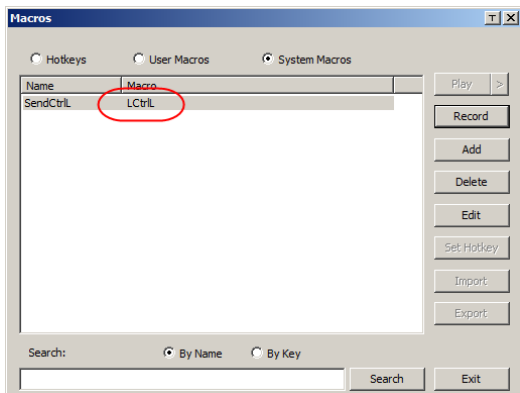 Macros
Hotkeys User Macros System Macros
Name Macro
SendCtrlL LCtrlL
Play >
Record
Add
Delete
Edit
Set Hotkey
Import
Export
Search: By Name By Key
Search Exit